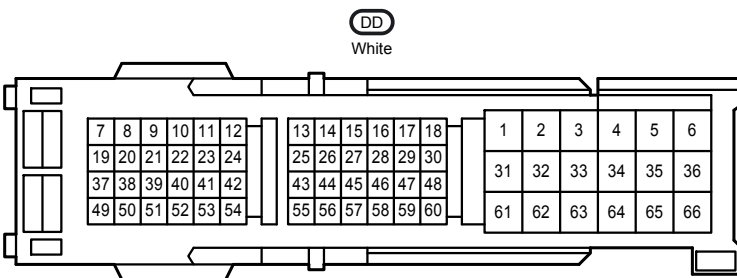 DD
White
7 8 9 10 11 12 13 14 15 16 17 18 1 2 3 4 5 6
19 20 21 22 23 24 25 26 27 28 29 30 31 32 33 34 35 36
37 38 39 40 41 42 43 44 45 46 47 48
49 50 51 52 53 54 55 56 57 58 59 60 61 62 63 64 65 66